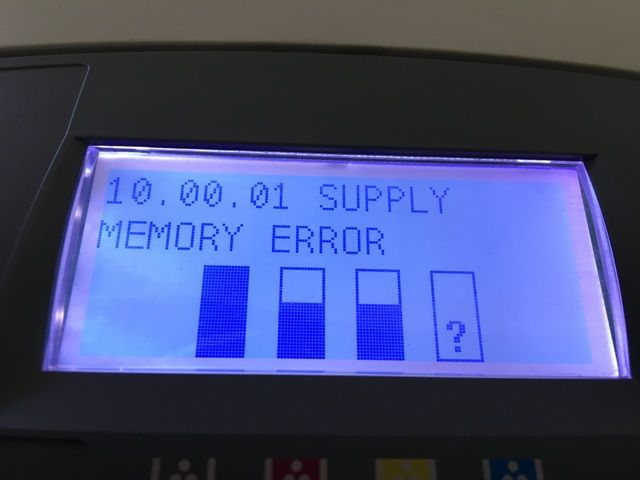 10.00.01 SUPPLY
MEMORY ERROR
?